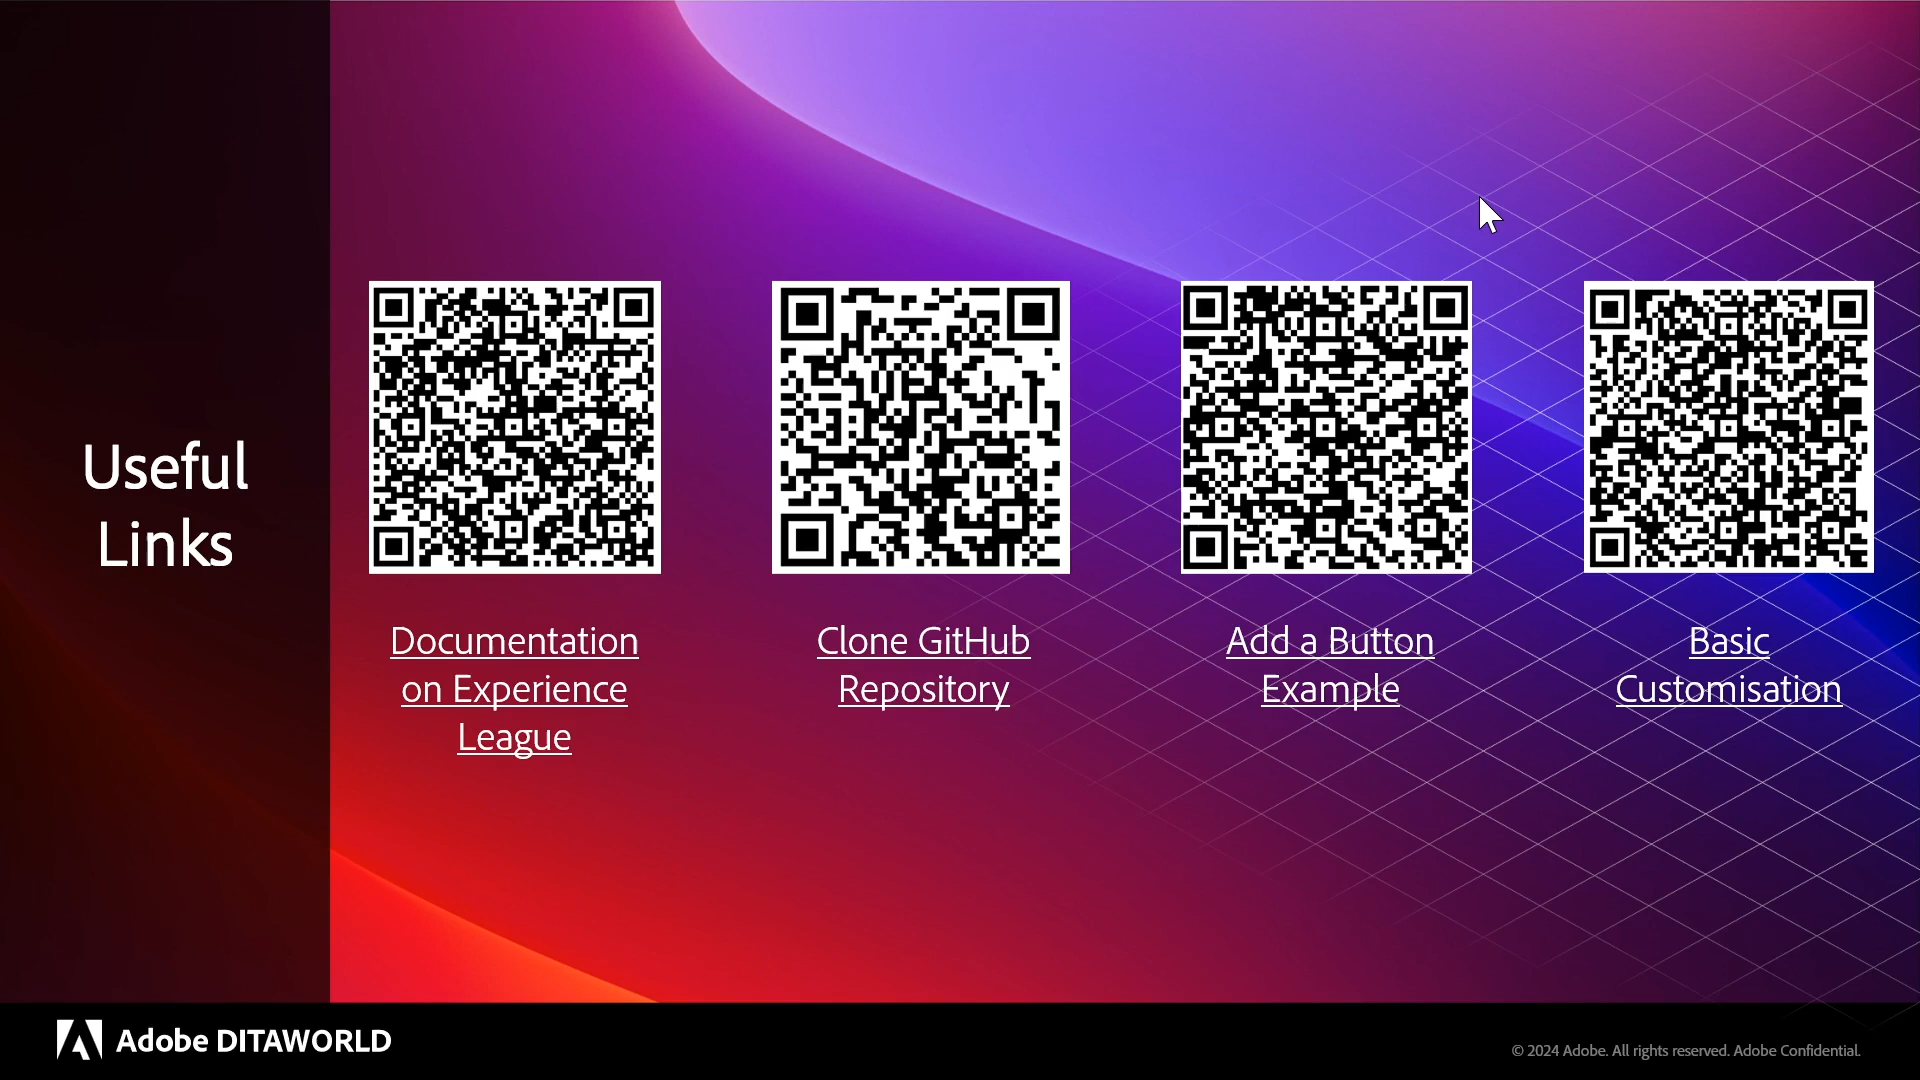 Useful
Links
Documentation
on Experience
League
Clone GitHub
Repository
Add a Button
Example
Basic
Customisation
Adobe DITAWORLD
© 2024 Adobe. All rights reserved. Adobe Confidential.